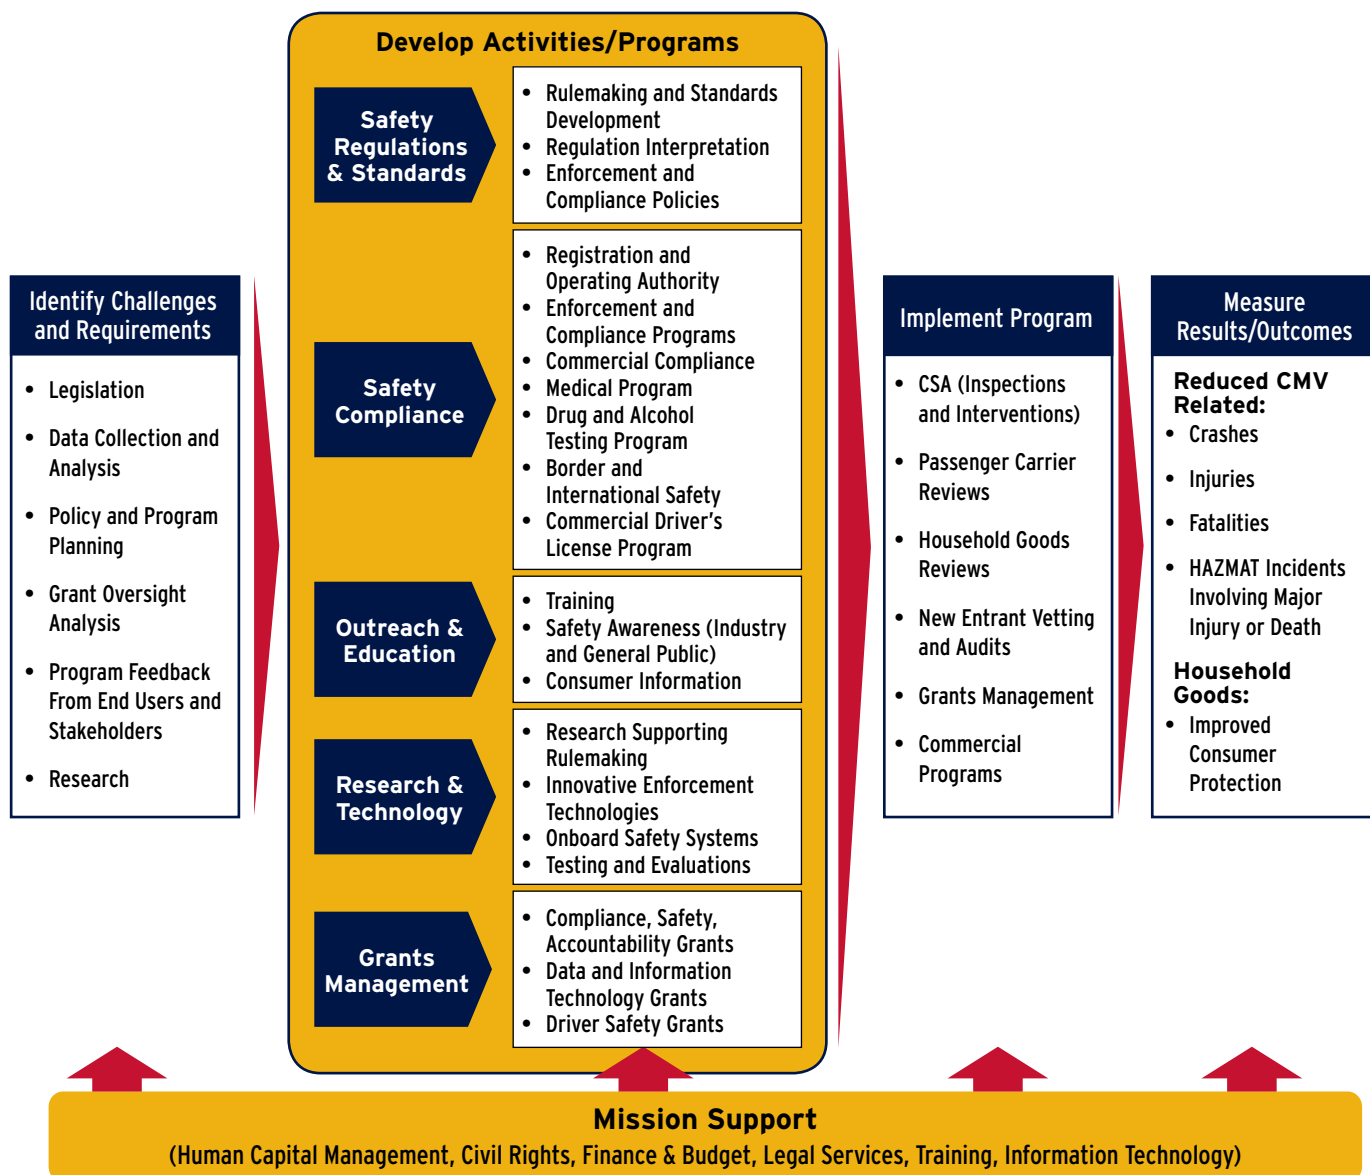 Develop Activities/Programs
Safety
Regulations
& Standards
• Rulemaking and Standards
Development
• Regulation Interpretation
• Enforcement and
Compliance Policies
Safety
Compliance
• Registration and
Operating Authority
• Enforcement and
Compliance Programs
• Commercial Compliance
• Medical Program
• Drug and Alcohol
Testing Program
• Border and
International Safety
• Commercial Driver's
License Program
Outreach &
Education
• Training
• Safety Awareness (Industry
and General Public)
• Consumer Information
Research &
Technology
• Research Supporting
Rulemaking
• Innovative Enforcement
Technologies
• Onboard Safety Systems
• Testing and Evaluations
Grants
Management
• Compliance, Safety,
Accountability Grants
• Data and Information
Technology Grants
• Driver Safety Grants
Identify Challenges
and Requirements
• Legislation
• Data Collection and
Analysis
• Policy and Program
Planning
• Grant Oversight
Analysis
• Program Feedback
From End Users and
Stakeholders
• Research
Implement Program
• CSA (Inspections
and Interventions)
• Passenger Carrier
Reviews
• Household Goods
Reviews
• New Entrant Vetting
and Audits
• Grants Management
• Commercial
Programs
Measure
Results/Outcomes
Reduced CMV
Related:
• Crashes
• Injuries
• Fatalities
• HAZMAT Incidents
Involving Major
Injury or Death
Household
Goods:
• Improved
Consumer
Protection
Mission Support
(Human Capital Management, Civil Rights, Finance & Budget, Legal Services, Training, Information Technology)